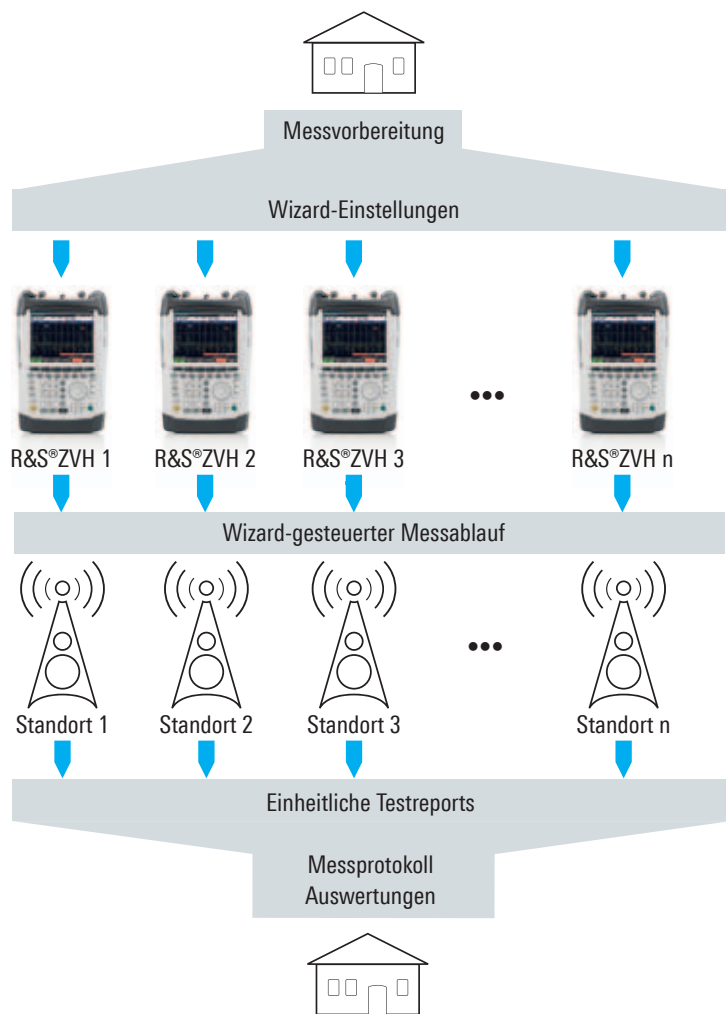 Messvorbereitung
Wizard-Einstellungen
R&S®ZVH 1 R&S®ZVH 2 R&S®ZVH 3 ••• R&S®ZVH n
Wizard-gesteuerter Messablauf
Standort 1 Standort 2 Standort 3 ••• Standort n
Einheitliche Testreports
Messprotokoll
Auswertungen